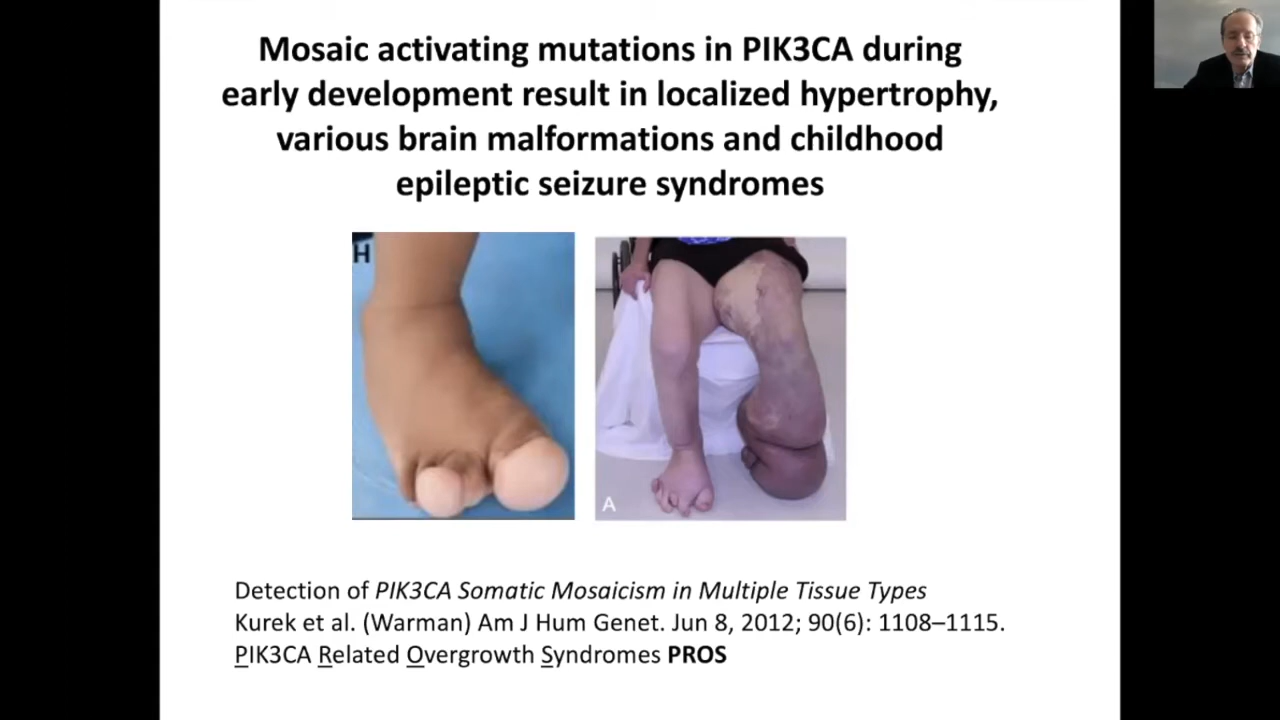 Mosaic activating mutations in PIK3CA during
early development result in localized hypertrophy,
various brain malformations and childhood
epileptic seizure syndromes
H
A
Detection of PIK3CA Somatic Mosaicism in Multiple Tissue Types
Kurek et al. (Warman) Am J Hum Genet. Jun 8, 2012; 90(6): 1108–1115.
PIK3CA Related Overgrowth Syndromes PROS